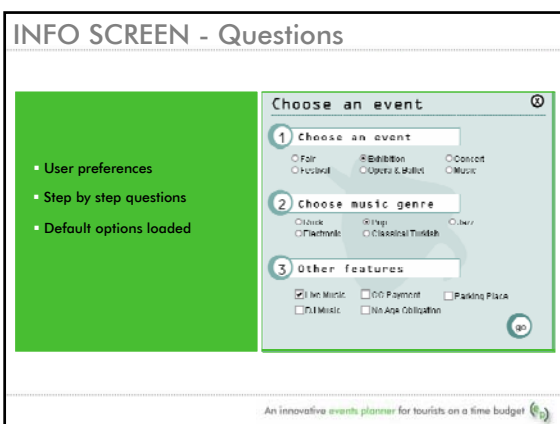 INFO SCREEN - Questions
User preferences
Step by step questions
Default options loaded
Choose an event
1 Choose an event
Fair Exhibition Concert
Festival Opera & Ballet Music
2 Choose music genre
Rock Pop Jazz
Electronic Classical Turkish
3 Other features
Live Music CC Payment Parking Place
DJ Music No Age Obligation
go
An innovative events planner for tourists on a time budget